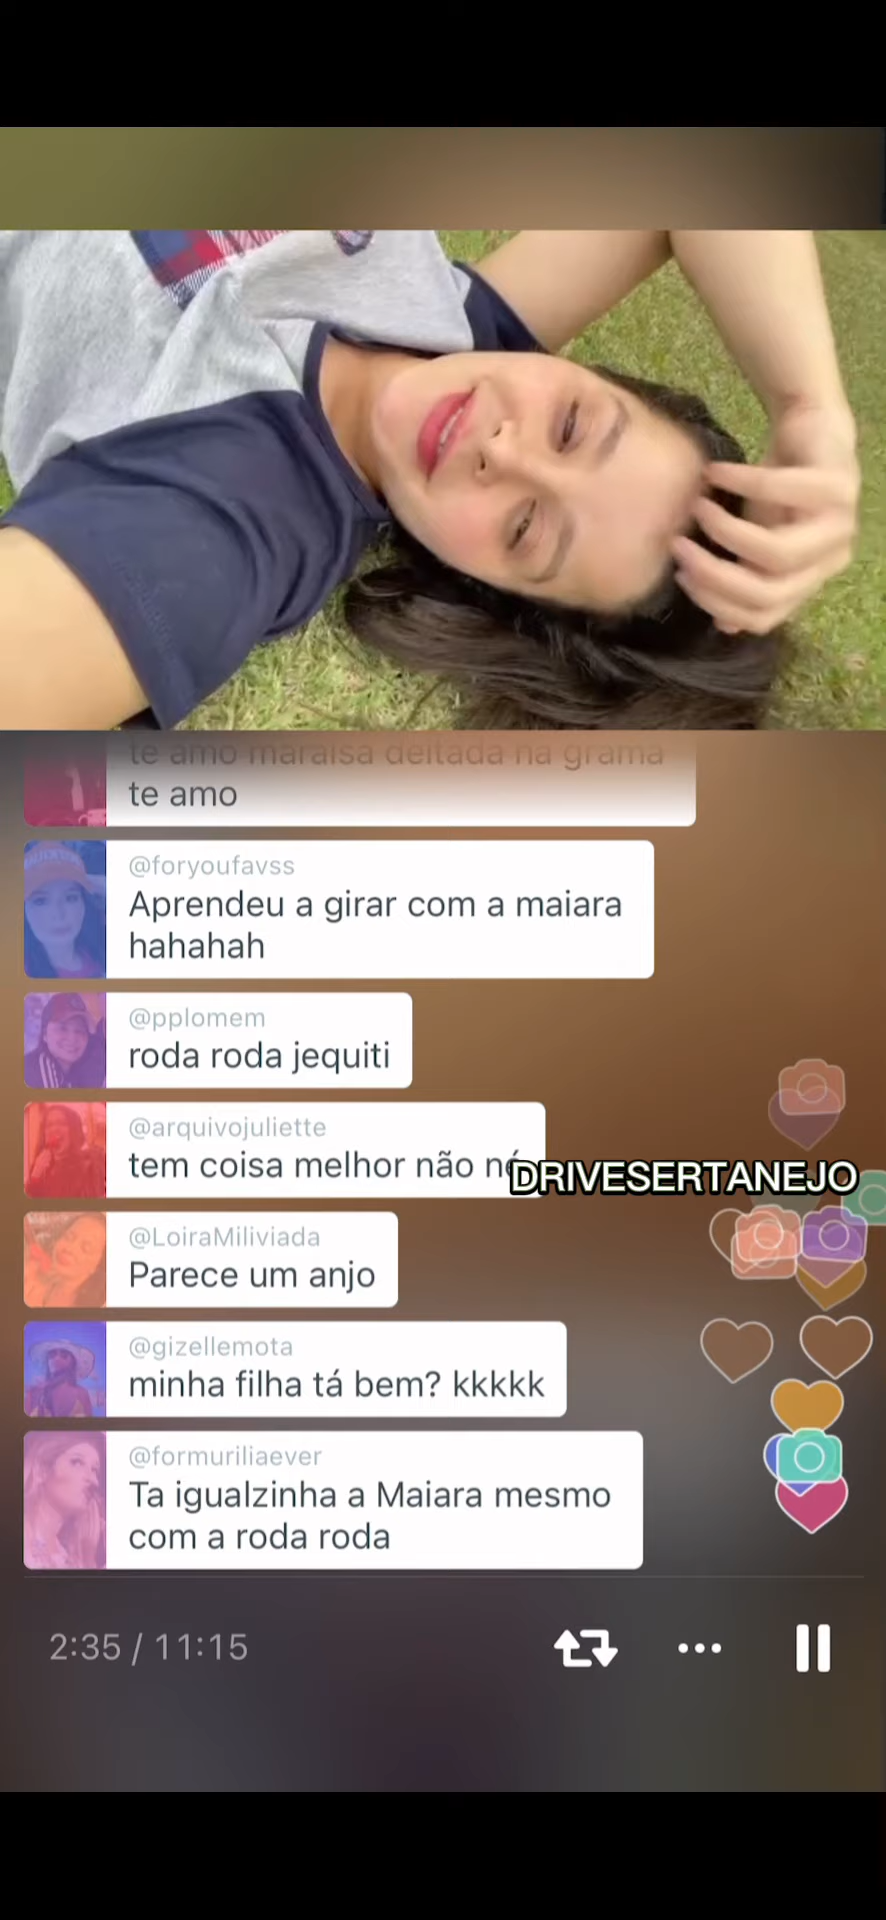 te amo maraisa deitada na grama
te amo
@foryoufavss
Aprendeu a girar com a maiara
hahahah
@pplomem
roda roda jequiti
@arquivojuliette
tem coisa melhor não né
DRIVESERTANEJO
@LoiraMiliviada
Parece um anjo
@gizellemota
minha filha tá bem? kkkkk
@formuriliaever
Ta igualzinha a Maiara mesmo
com a roda roda
2:35 / 11:15